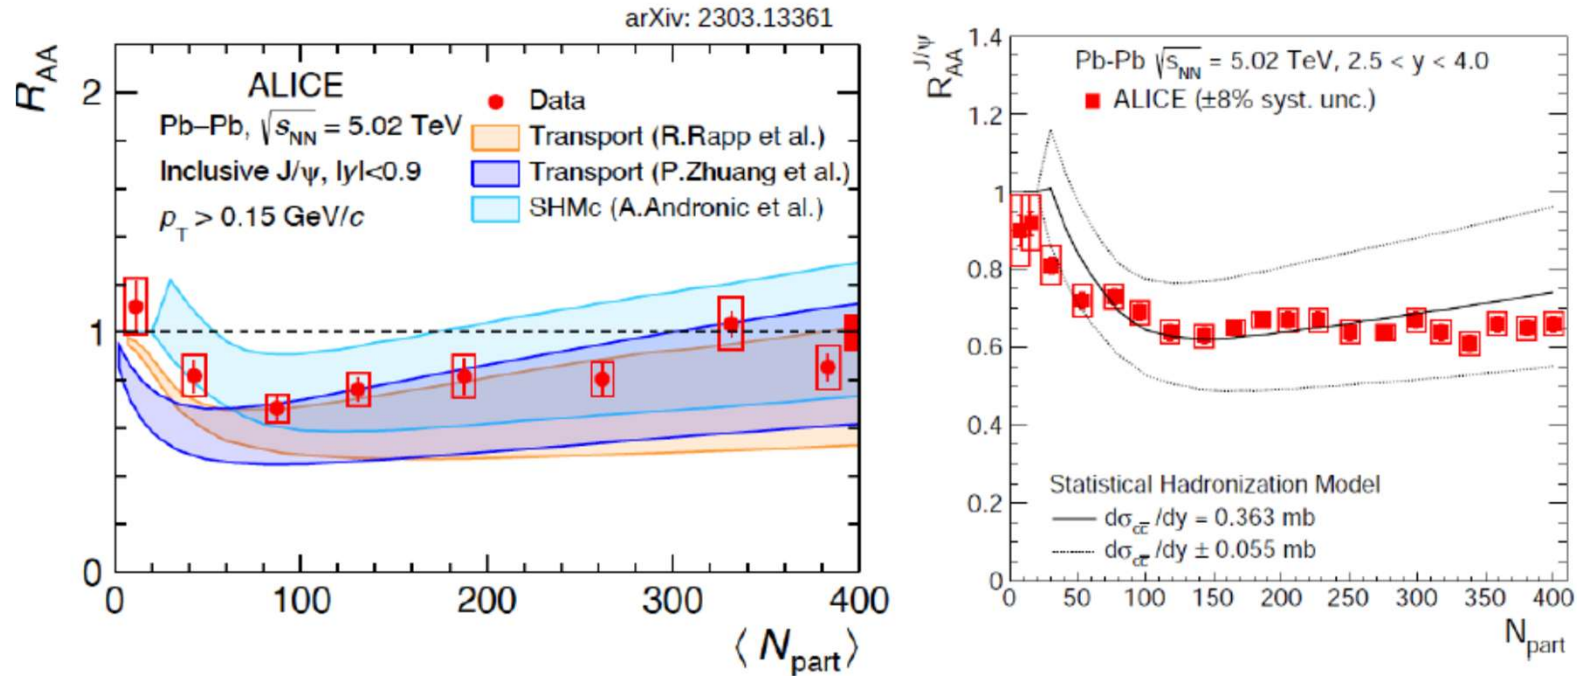 arXiv: 2303.13361
R_AA
ALICE
Pb–Pb, √s_NN = 5.02 TeV
Inclusive J/ψ, |y|<0.9
p_T > 0.15 GeV/c
Data
Transport (R.Rapp et al.)
Transport (P.Zhuang et al.)
SHMc (A.Andronic et al.)
2
1
0
0 100 200 300 400
⟨ N_part ⟩
R_AA^J/ψ
Pb-Pb √s_NN = 5.02 TeV, 2.5 < y < 4.0
ALICE (±8% syst. unc.)
1.4
1.2
1
0.8
0.6
0.4
0.2
0
Statistical Hadronization Model
dσ_cc̅ /dy = 0.363 mb
dσ_cc̅ /dy ± 0.055 mb
0 50 100 150 200 250 300 350 400
N_part